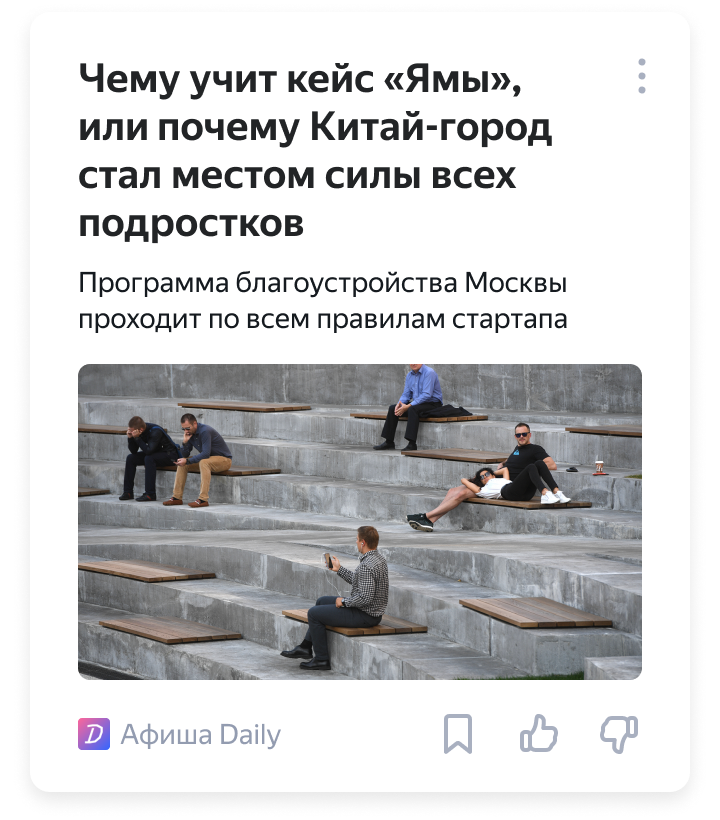 Чему учит кейс «Ямы»,
или почему Китай-город
стал местом силы всех
подростков
Программа благоустройства Москвы
проходит по всем правилам стартапа
Афиша Daily